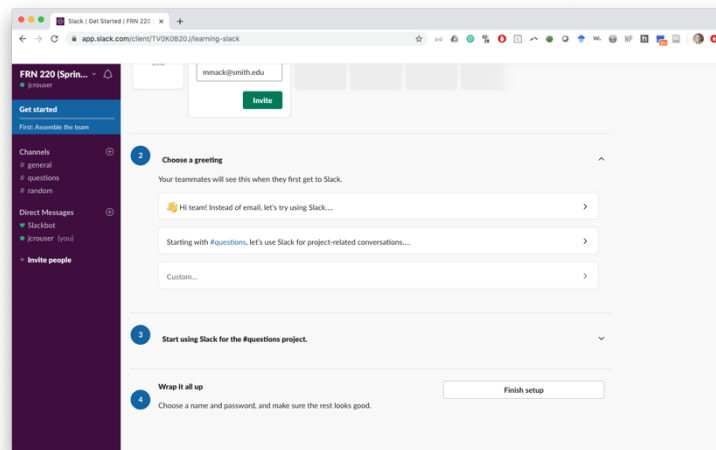 Slack | Get Started | FRN 220 (
app.slack.com/client/TV0K0B20J/learning-slack
FRN 220 (Sprin...
jcrouser
Get started
First: Assemble the team
Channels
# general
# questions
# random
Direct Messages
Slackbot
jcrouser (you)
+ Invite people
mmack@smith.edu
Invite
2
Choose a greeting
Your teammates will see this when they first get to Slack.
Hi team! Instead of email, let's try using Slack....
Starting with #questions, let's use Slack for project-related conversations....
Custom...
3
Start using Slack for the #questions project.
4
Wrap it all up
Choose a name and password, and make sure the rest looks good.
Finish setup